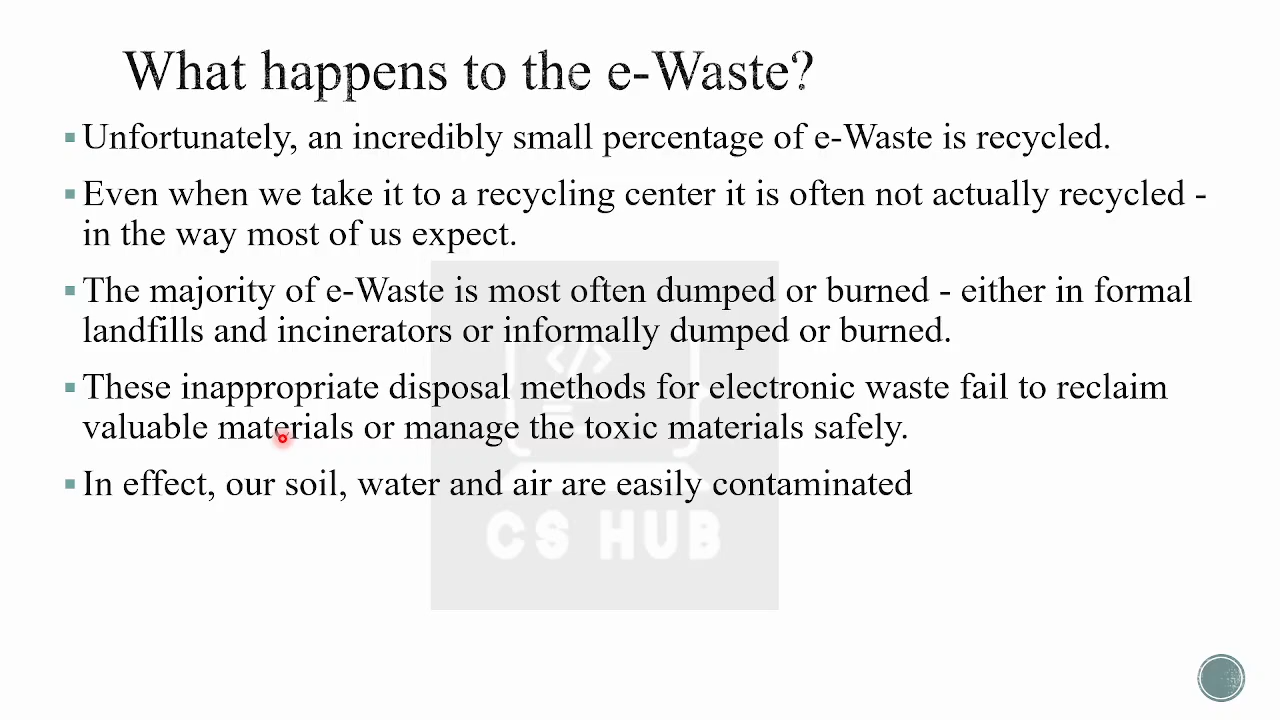 What happens to the e-Waste?
Unfortunately, an incredibly small percentage of e-Waste is recycled.
Even when we take it to a recycling center it is often not actually recycled -
in the way most of us expect.
The majority of e-Waste is most often dumped or burned - either in formal
landfills and incinerators or informally dumped or burned.
These inappropriate disposal methods for electronic waste fail to reclaim
valuable materials or manage the toxic materials safely.
In effect, our soil, water and air are easily contaminated
</>
CS HUB